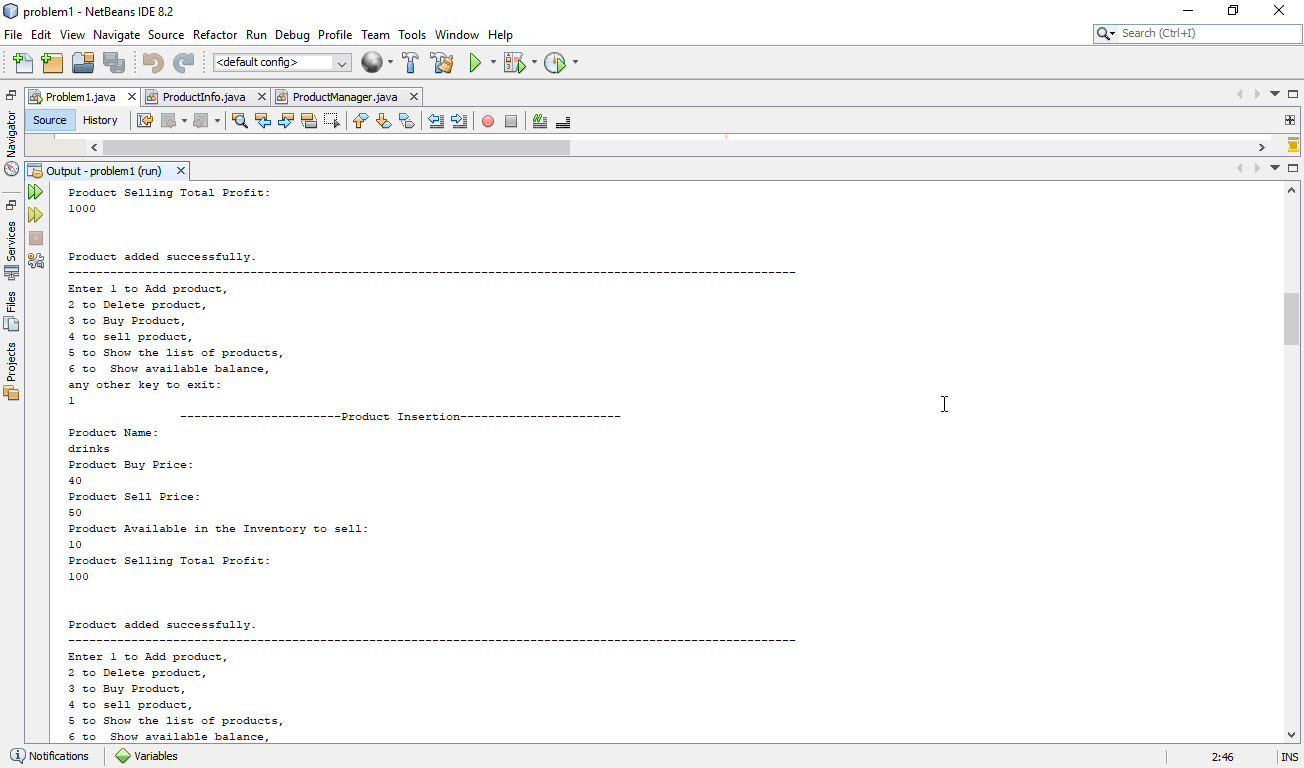 problem1 - NetBeans IDE 8.2
File Edit View Navigate Source Refactor Run Debug Profile Team Tools Window Help
Search (Ctrl+I)
<default config>
Problem1.java ProductInfo.java ProductManager.java
Source History
Navigator
Services
Files
Projects
Output - problem1 (run)
Product Selling Total Profit:
1000
Product added successfully.
--------------------------------------------------------------------------------------------------------
Enter 1 to Add product,
2 to Delete product,
3 to Buy Product,
4 to sell product,
5 to Show the list of products,
6 to  Show available balance,
any other key to exit:
1
-----------------------Product Insertion-----------------------
Product Name:
drinks
Product Buy Price:
40
Product Sell Price:
50
Product Available in the Inventory to sell:
10
Product Selling Total Profit:
100
Product added successfully.
--------------------------------------------------------------------------------------------------------
Enter 1 to Add product,
2 to Delete product,
3 to Buy Product,
4 to sell product,
5 to Show the list of products,
6 to  Show available balance,
Notifications Variables 2:46 INS